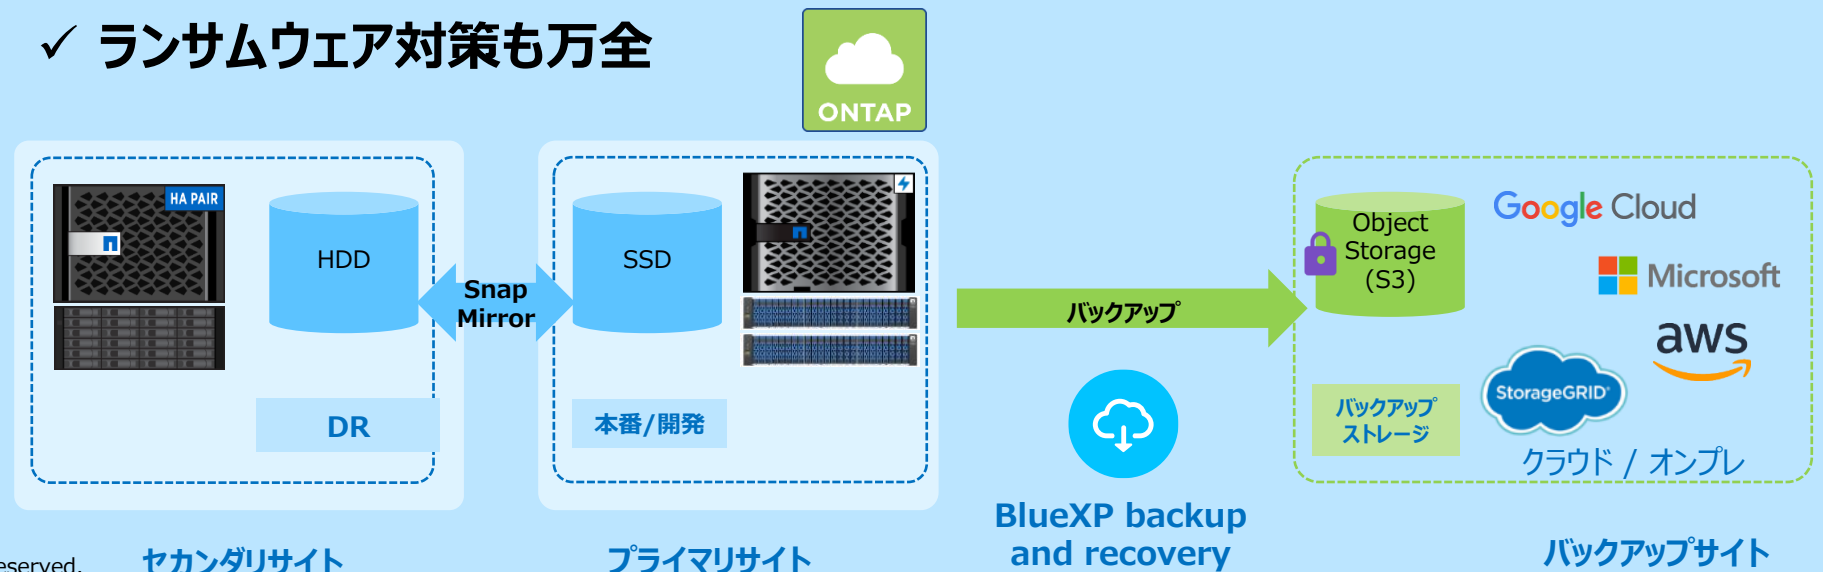 ✓ ランサムウェア対策も万全
ONTAP
HA PAIR
HDD
DR
Snap
Mirror
SSD
本番/開発
バックアップ
BlueXP backup
and recovery
Object
Storage
(S3)
バックアップ
ストレージ
Google Cloud
Microsoft
aws
StorageGRID
クラウド / オンプレ
eserved.
セカンダリサイト
プライマリサイト
バックアップサイト